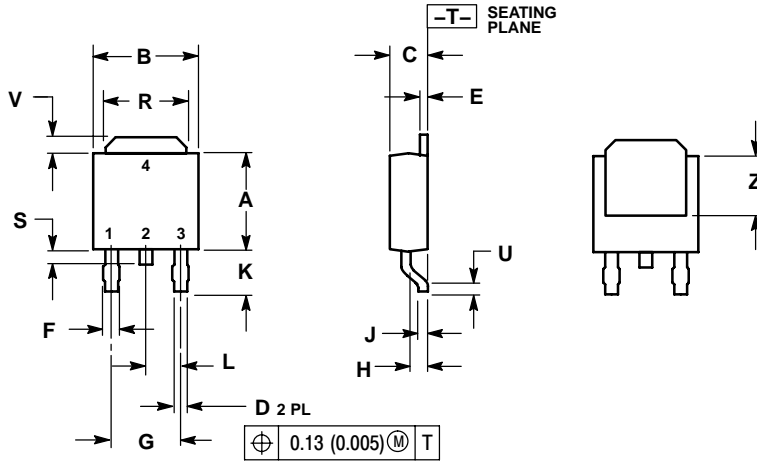 –T– SEATING
PLANE
B
C
V
R
E
4
A
Z
S
1 2 3
K
U
F
J
L
H
D 2 PL
G
⌖ 0.13 (0.005) Ⓜ T